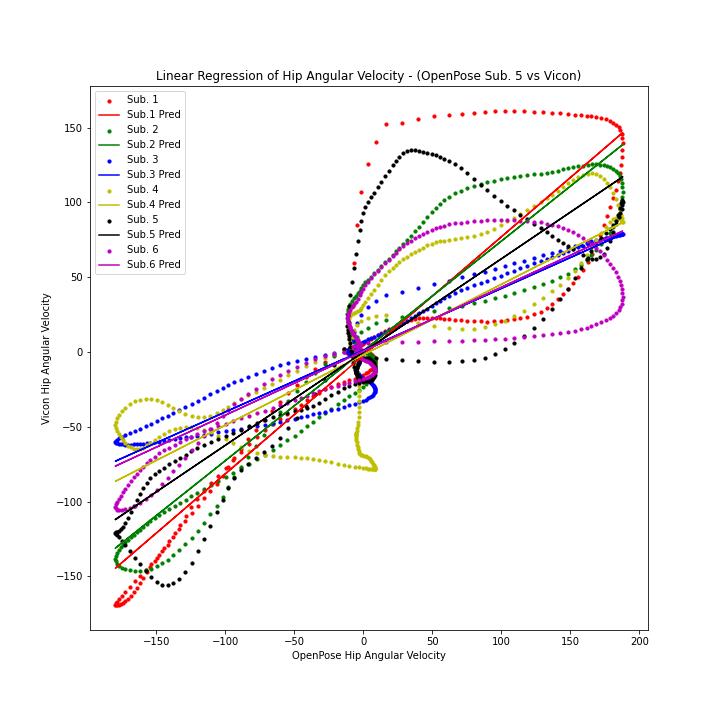 Linear Regression of Hip Angular Velocity - (OpenPose Sub. 5 vs Vicon)
Sub. 1
Sub.1 Pred
Sub. 2
Sub.2 Pred
Sub. 3
Sub.3 Pred
Sub. 4
Sub.4 Pred
Sub. 5
Sub.5 Pred
Sub. 6
Sub.6 Pred
150
100
50
0
−50
−100
−150
Vicon Hip Angular Velocity
−150 −100 −50 0 50 100 150 200
OpenPose Hip Angular Velocity